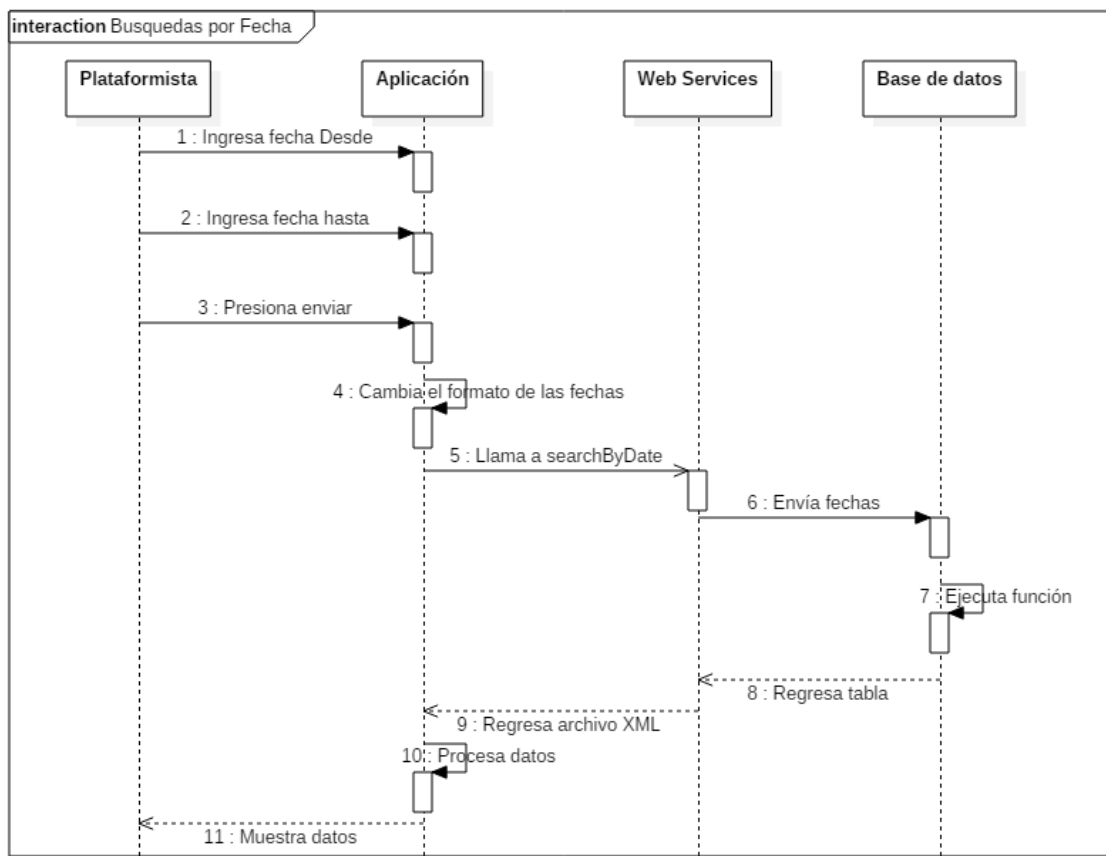 interaction Busquedas por Fecha
Plataformista
Aplicación
Web Services
Base de datos
1 : Ingresa fecha Desde
2 : Ingresa fecha hasta
3 : Presiona enviar
4 : Cambia el formato de las fechas
5 : Llama a searchByDate
6 : Envía fechas
7 : Ejecuta función
8 : Regresa tabla
9 : Regresa archivo XML
10 : Procesa datos
11 : Muestra datos